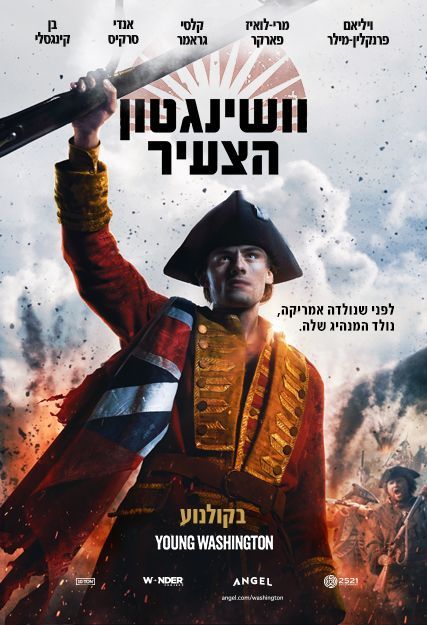 ויליאם פרנקלין-מילר
מרי-לואיז פארקר
קלסי גראמר
אנדי סרקיס
בן קינגסלי
וושינגטון
הצעיר
לפני שנולדה אמריקה,
נולד המנהיג שלה.
בקולנוע
YOUNG WASHINGTON
WONDER
ANGEL
2521
angel.com/washington